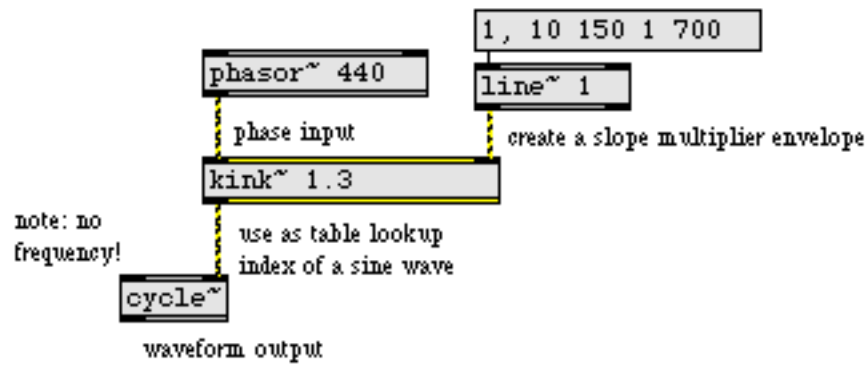 1, 10 150 1 700
phasor~ 440
line~ 1
phase input
create a slope multiplier envelope
kink~ 1.3
note: no
frequency!
use as table lookup
index of a sine wave
cycle~
waveform output